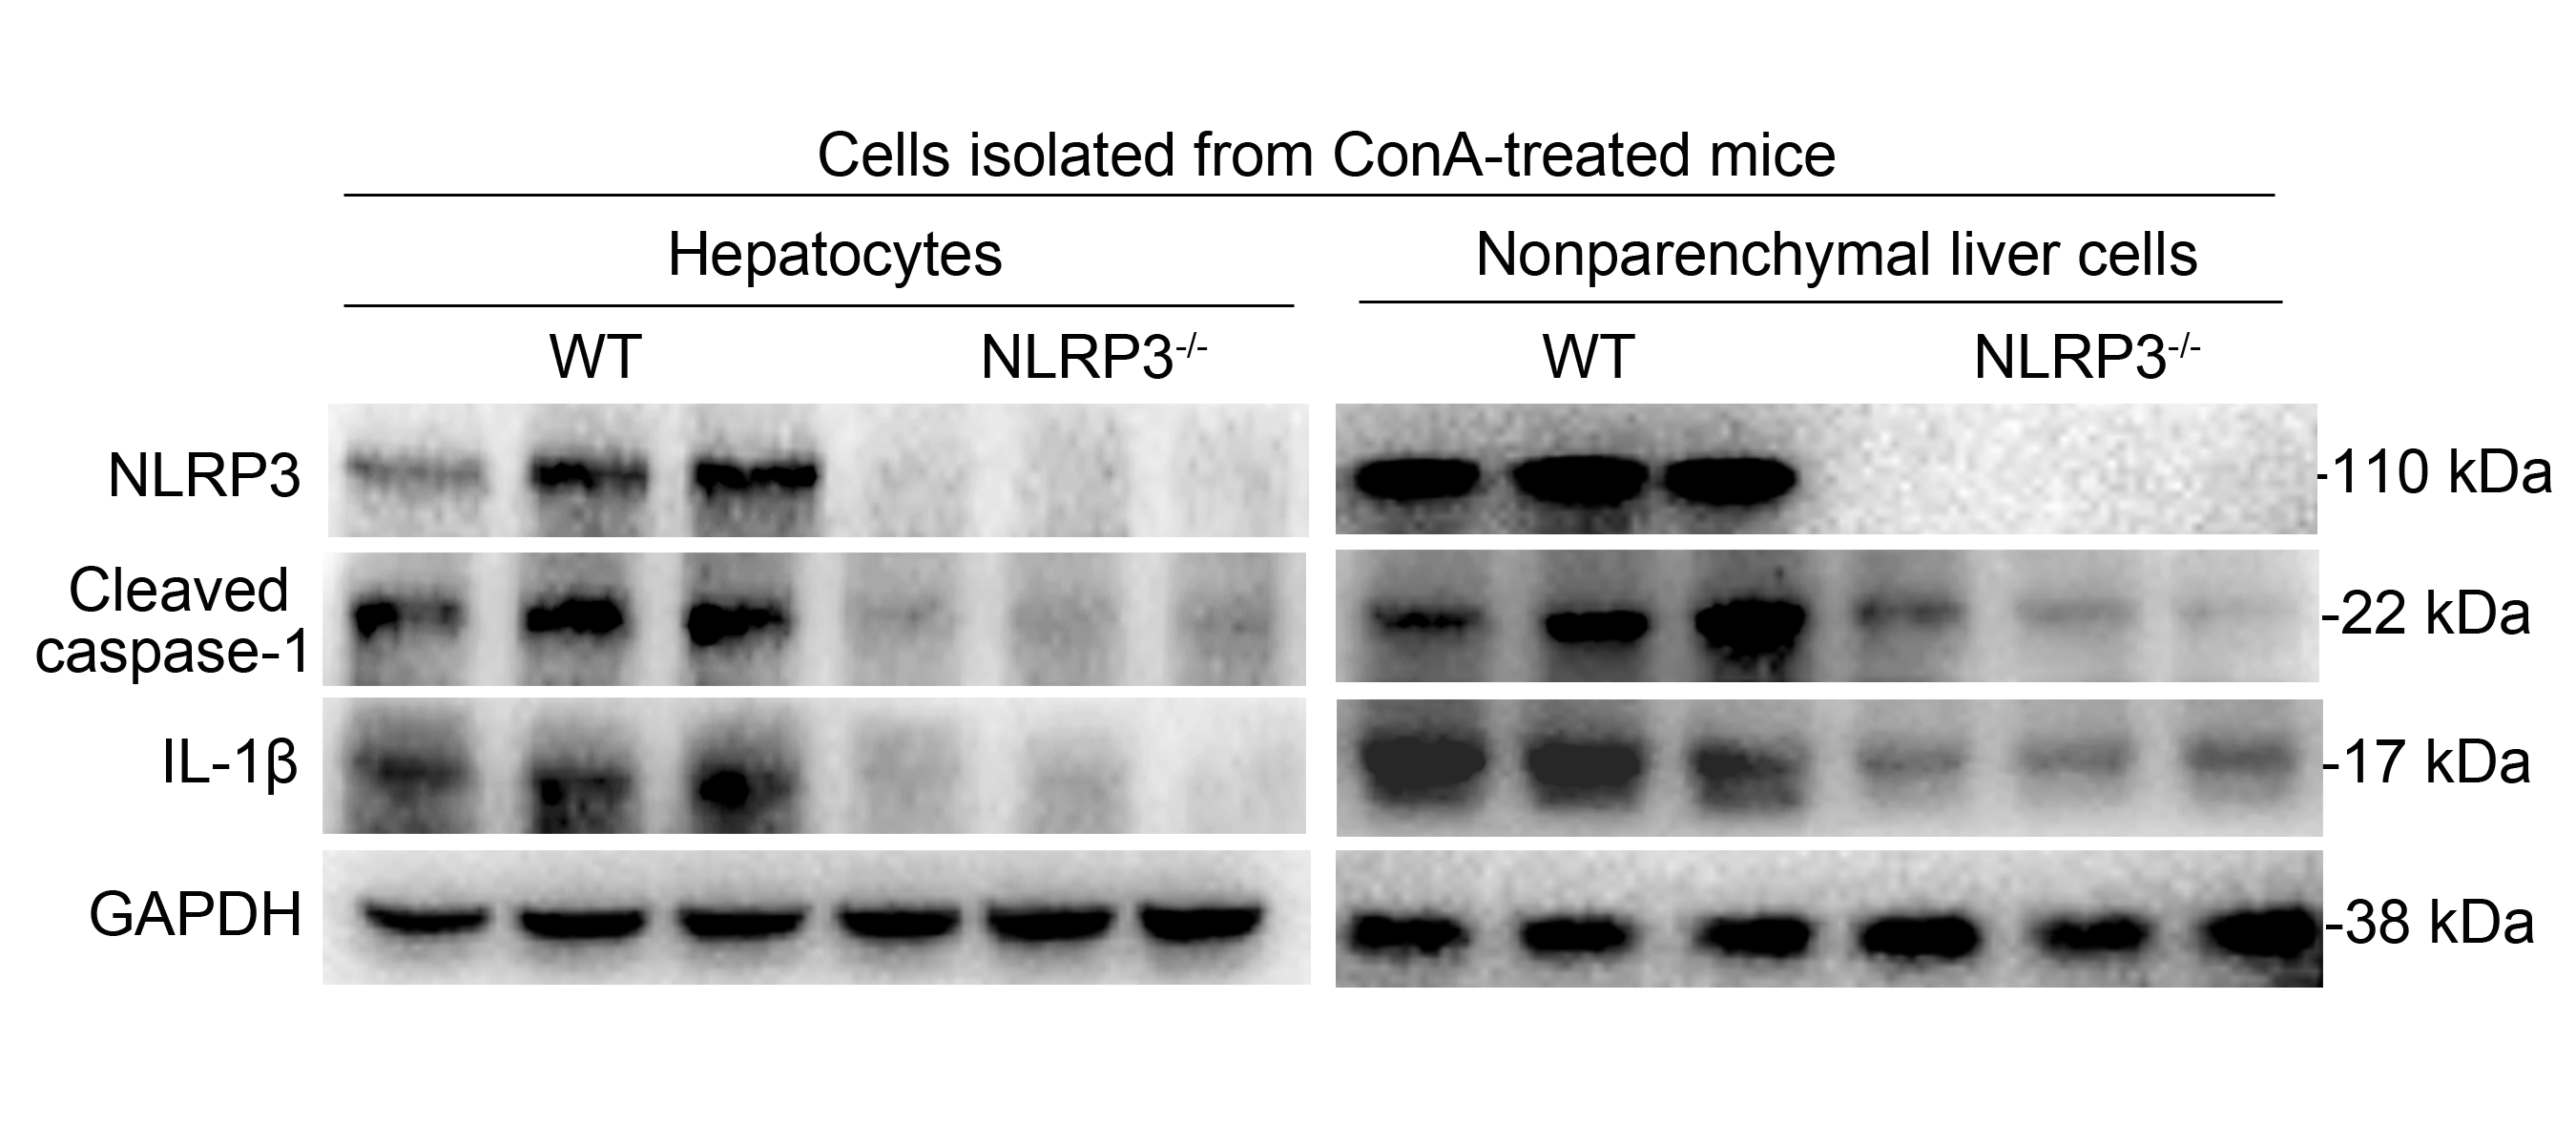 Cells isolated from ConA-treated mice
Hepatocytes
Nonparenchymal liver cells
WT
NLRP3-/-
WT
NLRP3-/-
NLRP3
-110 kDa
Cleaved
caspase-1
-22 kDa
IL-1β
-17 kDa
GAPDH
-38 kDa